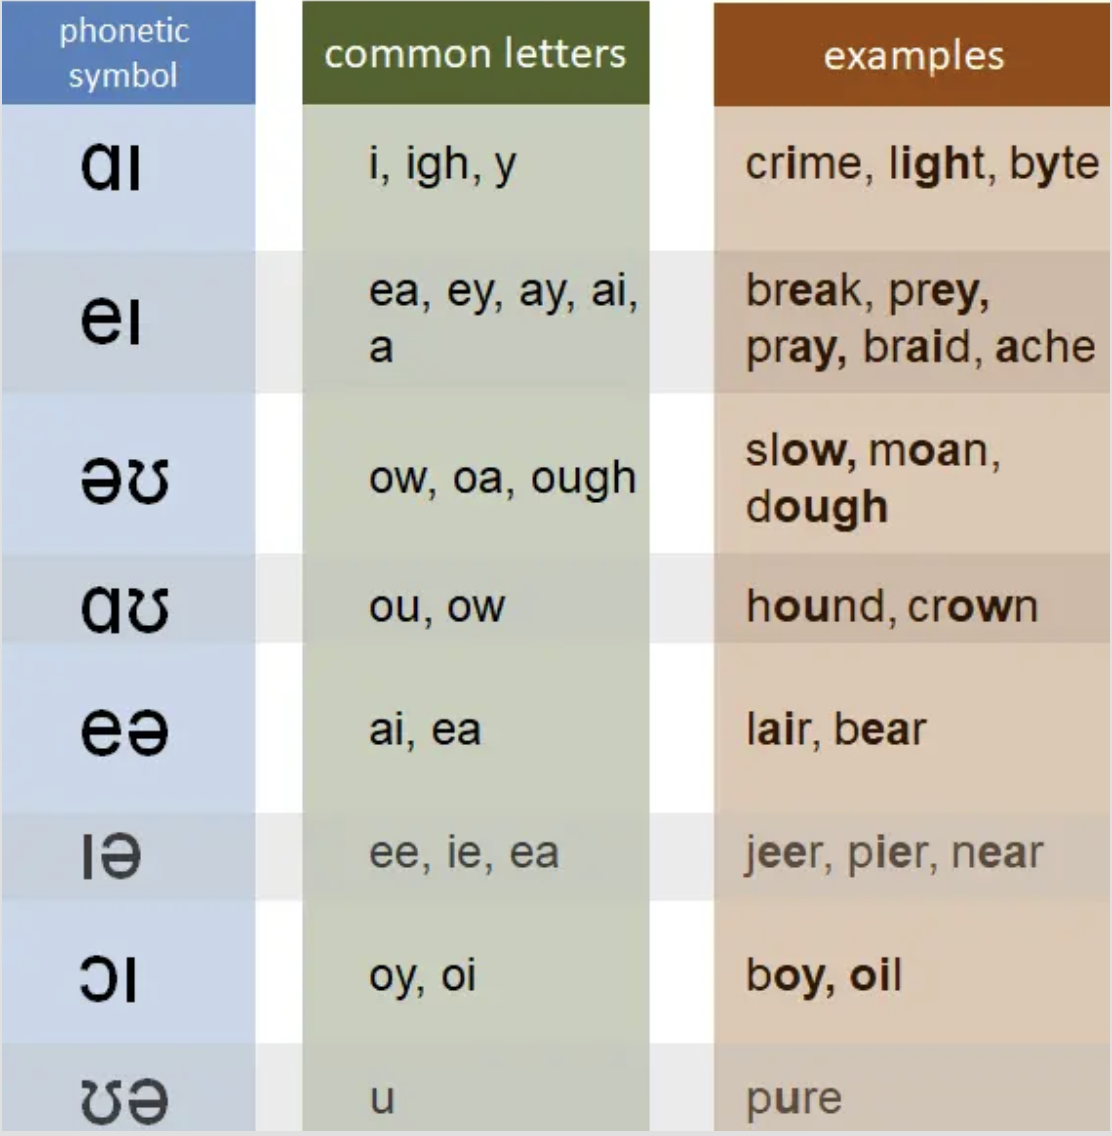 phonetic
symbol
common letters
examples
ɑɪ
i, igh, y
crime, light, byte
eɪ
ea, ey, ay, ai,
a
break, prey,
pray, braid, ache
əʊ
ow, oa, ough
slow, moan,
dough
ɑʊ
ou, ow
hound, crown
eə
ai, ea
lair, bear
ɪə
ee, ie, ea
jeer, pier, near
ɔɪ
oy, oi
boy, oil
ʊə
u
pure